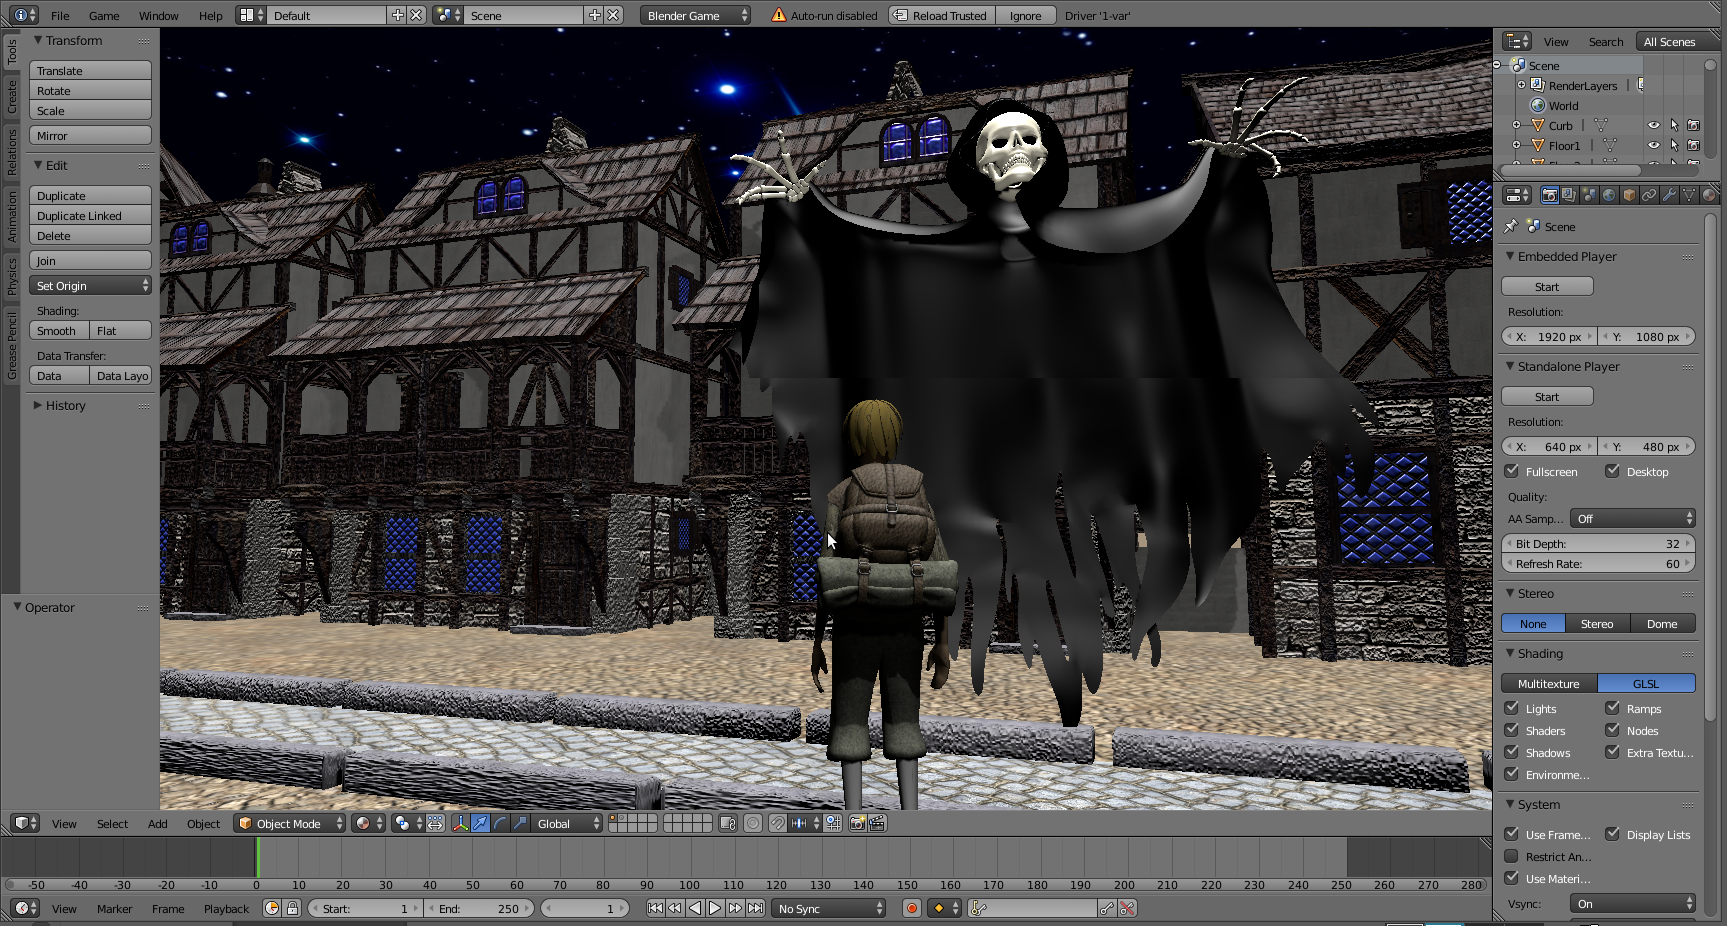 File Game Window Help Default Scene Blender Game Auto-run disabled Reload Trusted Ignore Driver '1-var'
Tools
Create
Relations
Animation
Physics
Grease Pencil
Transform
Translate
Rotate
Scale
Mirror
Edit
Duplicate
Duplicate Linked
Delete
Join
Set Origin
Shading:
Smooth Flat
Data Transfer:
Data Data Layo
History
Operator
View Search All Scenes
Scene
RenderLayers
World
Curb
Floor1
Scene
Embedded Player
Start
Resolution:
X: 1920 px Y: 1080 px
Standalone Player
Start
Resolution:
X: 640 px Y: 480 px
Fullscreen Desktop
Quality:
AA Samp... Off
Bit Depth: 32
Refresh Rate: 60
Stereo
None Stereo Dome
Shading
Multitexture GLSL
Lights Ramps
Shaders Nodes
Shadows Extra Textu...
Environme...
System
Use Frame... Display Lists
Restrict An...
Use Materi...
Vsync: On
View Select Add Object Object Mode Global
-50 -40 -30 -20 -10 0 10 20 30 40 50 60 70 80 90 100 110 120 130 140 150 160 170 180 190 200 210 220 230 240 250 260 270 280
View Marker Frame Playback Start: 1 End: 250 1 No Sync